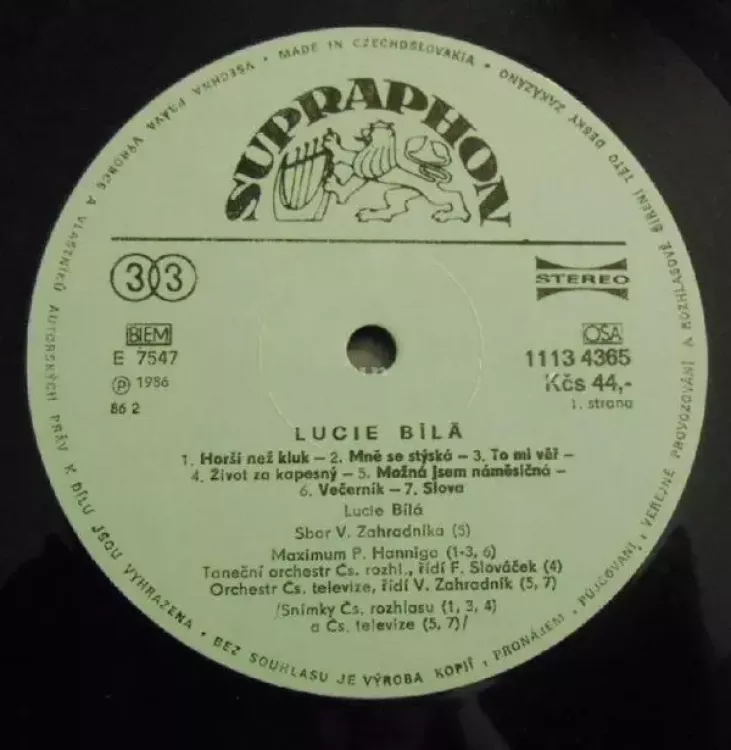 VŠECHNA PRÁVA VÝROBCE A VLASTNÍKŮ AUTORSKÝCH PRÁV K DÍLU JSOU VYHRAZENA • BEZ SOUHLASU JE VÝROBA KOPIÍ, PRONÁJEM, PŮJČOVÁNÍ, VEŘEJNÉ PROVOZOVÁNÍ A ROZHLASOVÉ ŠÍŘENÍ TÉTO DESKY ZAKÁZÁNO • MADE IN CZECHOSLOVAKIA •
SUPRAPHON
33
STEREO
BIEM
OSA
E 7547
1113 4365
℗ 1986
Kčs 44,-
86 2
1. strana
LUCIE BÍLÁ
1. Horší než kluk – 2. Mně se stýská – 3. To mi věř –
4. Život za kapesný – 5. Možná jsem náměsíčná –
6. Večerník – 7. Slova
Lucie Bílá
Sbor V. Zahradníka (5)
Maximum P. Hanniga (1-3, 6)
Taneční orchestr Čs. rozhl., řídí F. Slováček (4)
Orchestr Čs. televize, řídí V. Zahradník (5, 7)
/Snímky Čs. rozhlasu (1, 3, 4)
a Čs. televize (5, 7)/